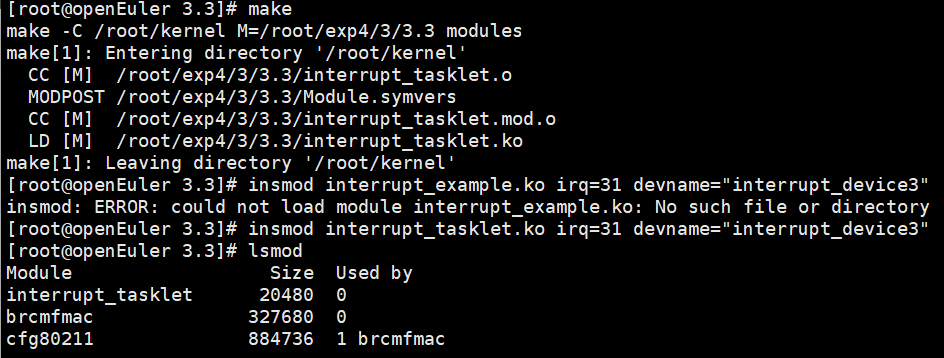 [root@openEuler 3.3]# make
make -C /root/kernel M=/root/exp4/3/3.3 modules
make[1]: Entering directory '/root/kernel'
  CC [M]  /root/exp4/3/3.3/interrupt_tasklet.o
  MODPOST /root/exp4/3/3.3/Module.symvers
  CC [M]  /root/exp4/3/3.3/interrupt_tasklet.mod.o
  LD [M]  /root/exp4/3/3.3/interrupt_tasklet.ko
make[1]: Leaving directory '/root/kernel'
[root@openEuler 3.3]# insmod interrupt_example.ko irq=31 devname="interrupt_device3"
insmod: ERROR: could not load module interrupt_example.ko: No such file or directory
[root@openEuler 3.3]# insmod interrupt_tasklet.ko irq=31 devname="interrupt_device3"
[root@openEuler 3.3]# lsmod
Module                  Size  Used by
interrupt_tasklet      20480  0
brcmfmac              327680  0
cfg80211              884736  1 brcmfmac